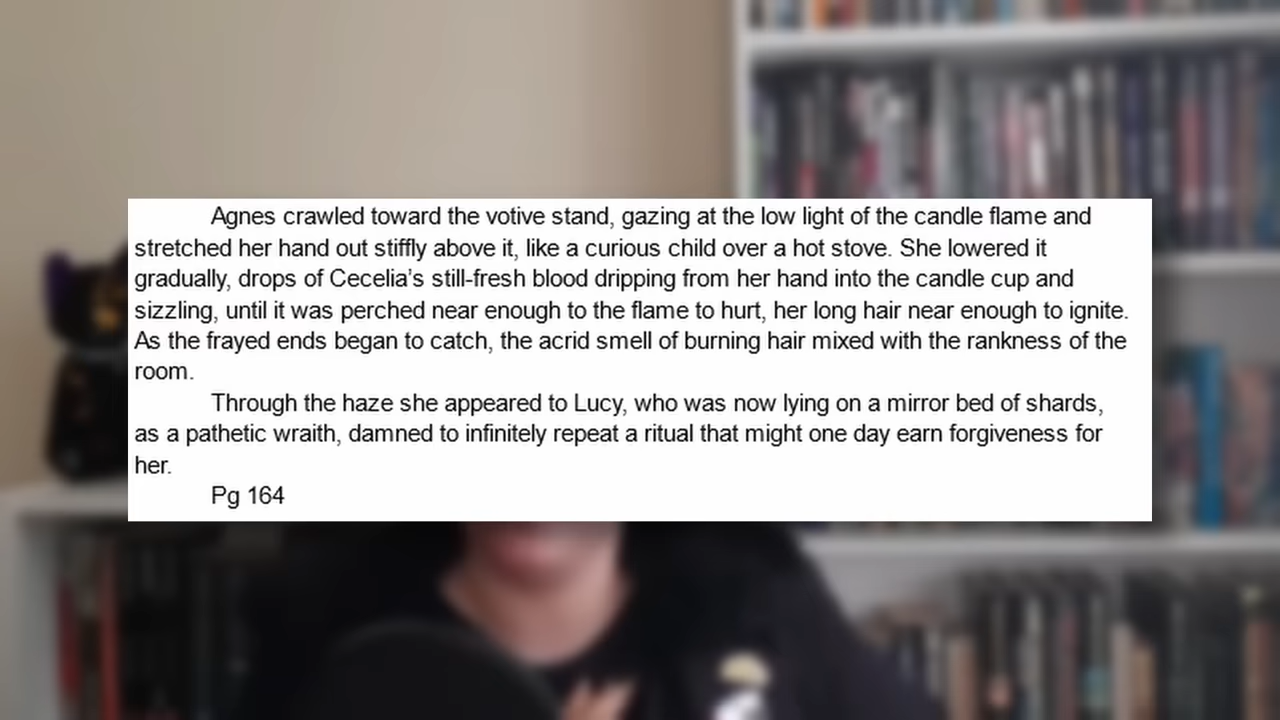 Agnes crawled toward the votive stand, gazing at the low light of the candle flame and
stretched her hand out stiffly above it, like a curious child over a hot stove. She lowered it
gradually, drops of Cecelia's still-fresh blood dripping from her hand into the candle cup and
sizzling, until it was perched near enough to the flame to hurt, her long hair near enough to ignite.
As the frayed ends began to catch, the acrid smell of burning hair mixed with the rankness of the
room.
Through the haze she appeared to Lucy, who was now lying on a mirror bed of shards,
as a pathetic wraith, damned to infinitely repeat a ritual that might one day earn forgiveness for
her.
Pg 164